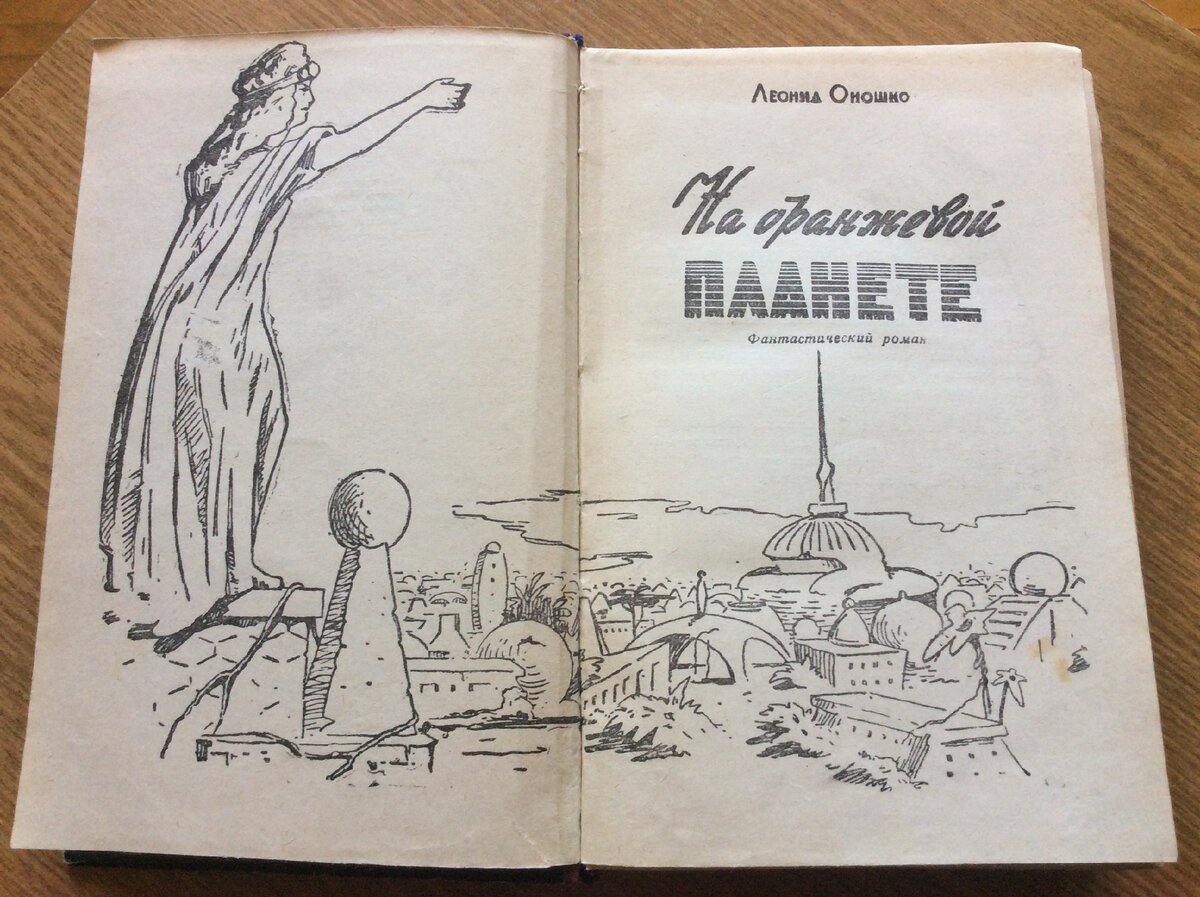 Леонид Оношко
На оранжевой
ПЛАНЕТЕ
Фантастический роман